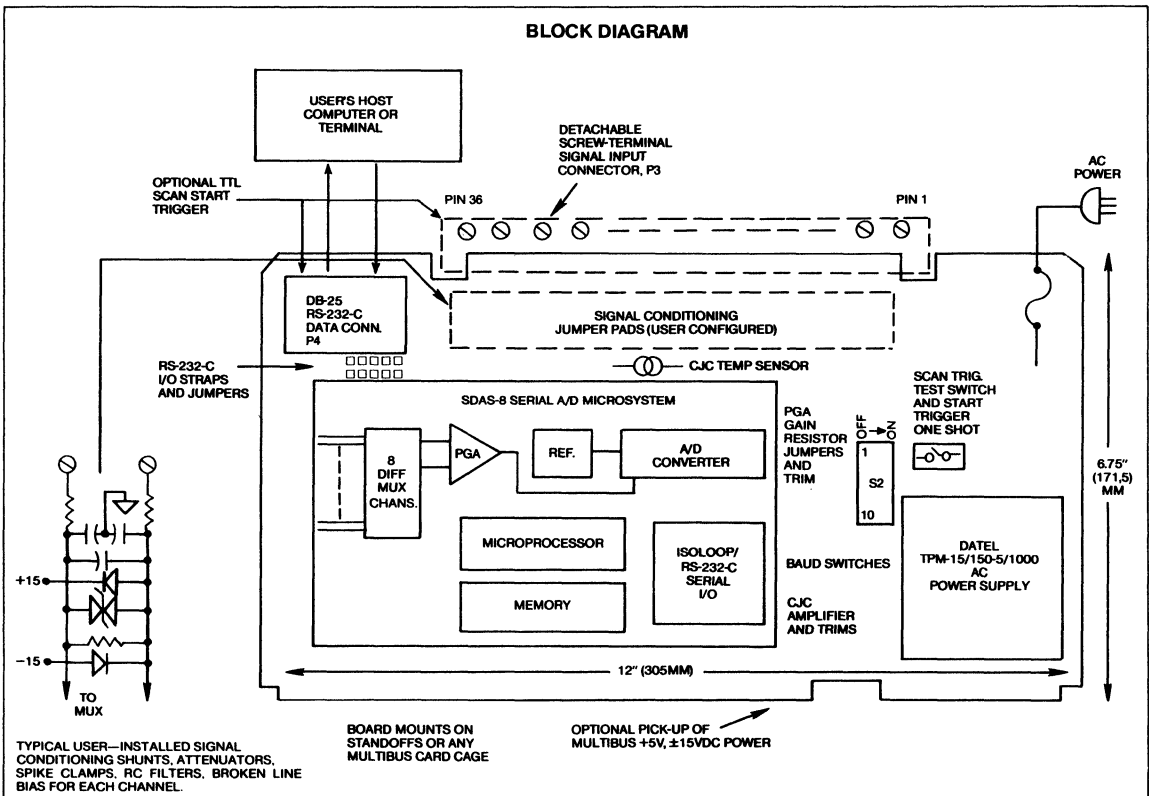 BLOCK DIAGRAM
USER'S HOST
COMPUTER OR
TERMINAL
DETACHABLE
SCREW-TERMINAL
SIGNAL INPUT
CONNECTOR, P3
AC
POWER
OPTIONAL TTL
SCAN START
TRIGGER
PIN 36
PIN 1
DB-25
RS-232-C
DATA CONN.
P4
SIGNAL CONDITIONING
JUMPER PADS (USER CONFIGURED)
RS-232-C
I/O STRAPS
AND JUMPERS
CJC TEMP SENSOR
SCAN TRIG.
TEST SWITCH
AND START
TRIGGER
ONE SHOT
SDAS-8 SERIAL A/D MICROSYSTEM
8
DIFF
MUX
CHANS.
PGA
REF.
A/D
CONVERTER
PGA
GAIN
RESISTOR
JUMPERS
AND
TRIM
OFF
ON
1
S2
10
6.75"
(171,5)
MM
MICROPROCESSOR
MEMORY
ISOLOOP/
RS-232-C
SERIAL
I/O
BAUD SWITCHES
CJC
AMPLIFIER
AND TRIMS
DATEL
TPM-15/150-5/1000
AC
POWER SUPPLY
+15
-15
TO
MUX
12" (305MM)
TYPICAL USER—INSTALLED SIGNAL
CONDITIONING SHUNTS, ATTENUATORS,
SPIKE CLAMPS, RC FILTERS, BROKEN LINE
BIAS FOR EACH CHANNEL.
BOARD MOUNTS ON
STANDOFFS OR ANY
MULTIBUS CARD CAGE
OPTIONAL PICK-UP OF
MULTIBUS +5V, ±15VDC POWER